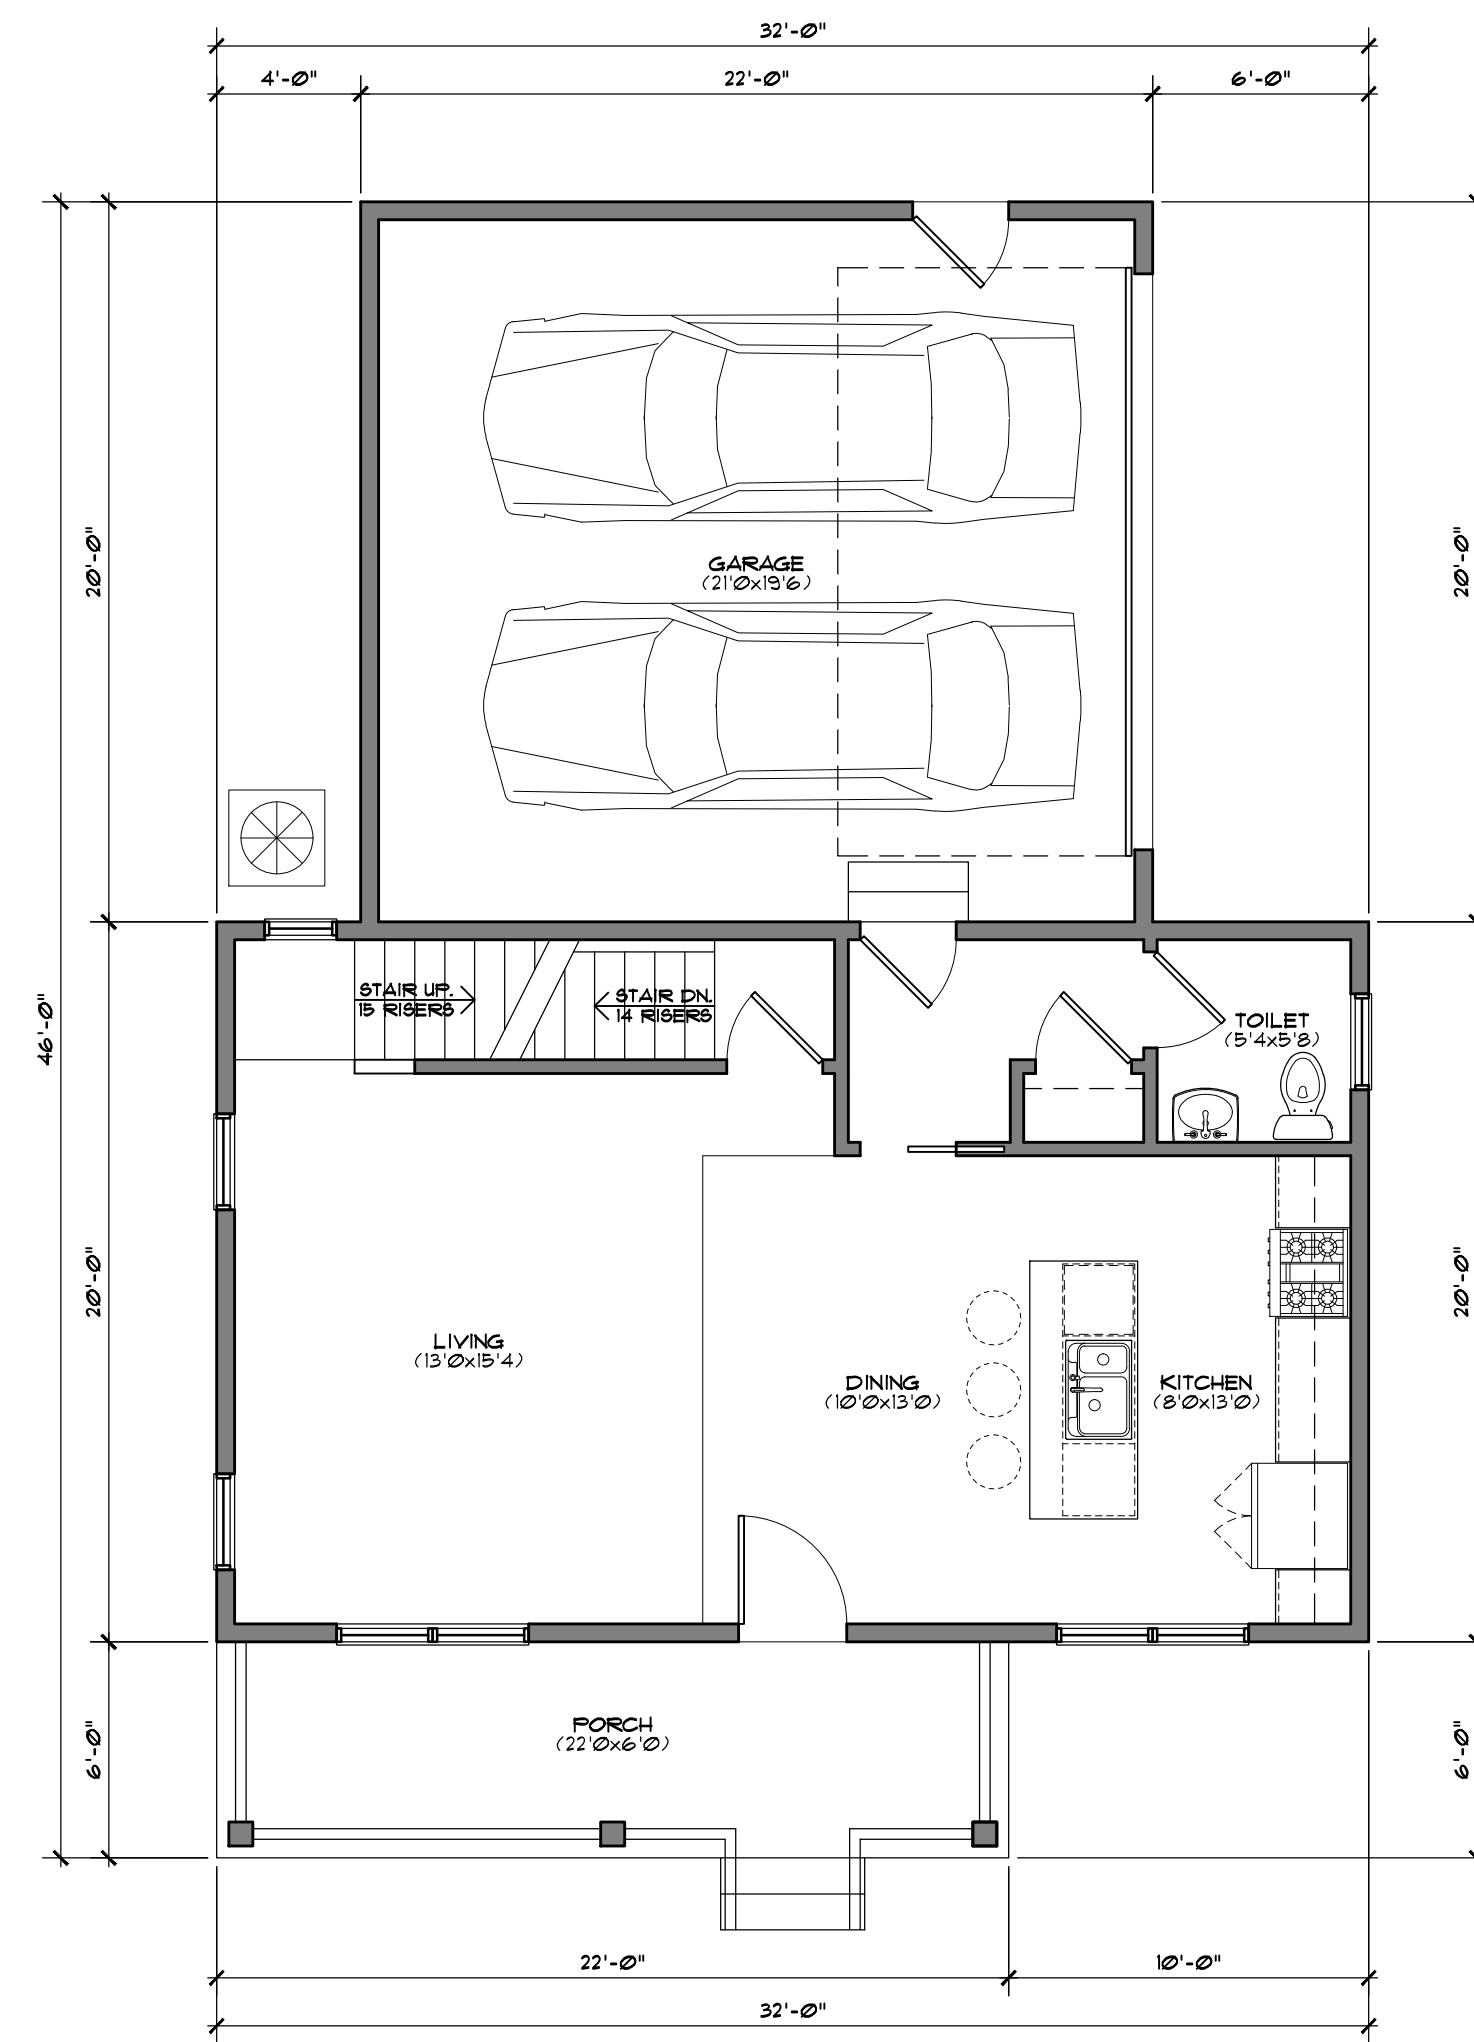 32'-0"
4'-0"
22'-0"
6'-0"
20'-0"
20'-0"
GARAGE
(21'0x19'6)
46'-0"
STAIR UP.
15 RISERS
STAIR DN.
14 RISERS
TOILET
(5'4x5'8)
20'-0"
20'-0"
LIVING
(13'0x15'4)
DINING
(10'0x13'0)
KITCHEN
(8'0x13'0)
PORCH
(22'0x6'0)
6'-0"
6'-0"
22'-0"
10'-0"
32'-0"